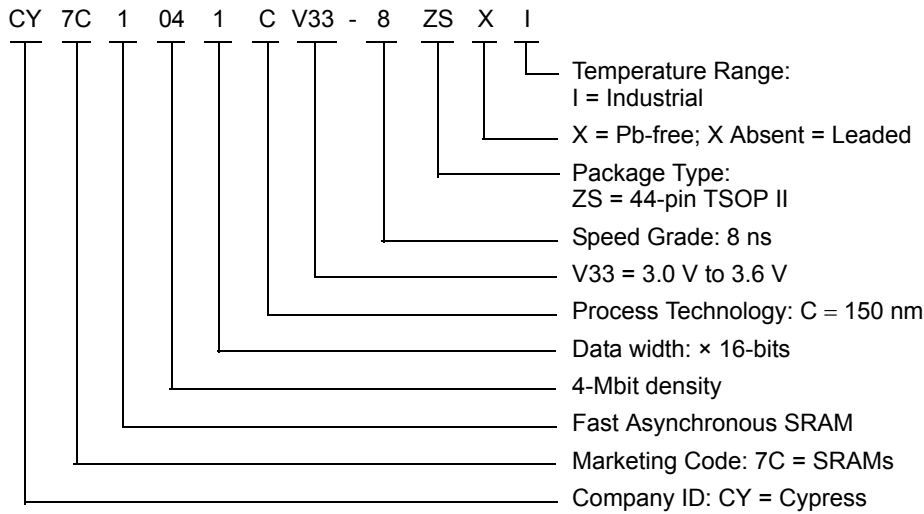 CY 7C 1 04 1 C V33 - 8 ZS X I
Temperature Range:
I = Industrial
X = Pb-free; X Absent = Leaded
Package Type:
ZS = 44-pin TSOP II
Speed Grade: 8 ns
V33 = 3.0 V to 3.6 V
Process Technology: C = 150 nm
Data width: × 16-bits
4-Mbit density
Fast Asynchronous SRAM
Marketing Code: 7C = SRAMs
Company ID: CY = Cypress